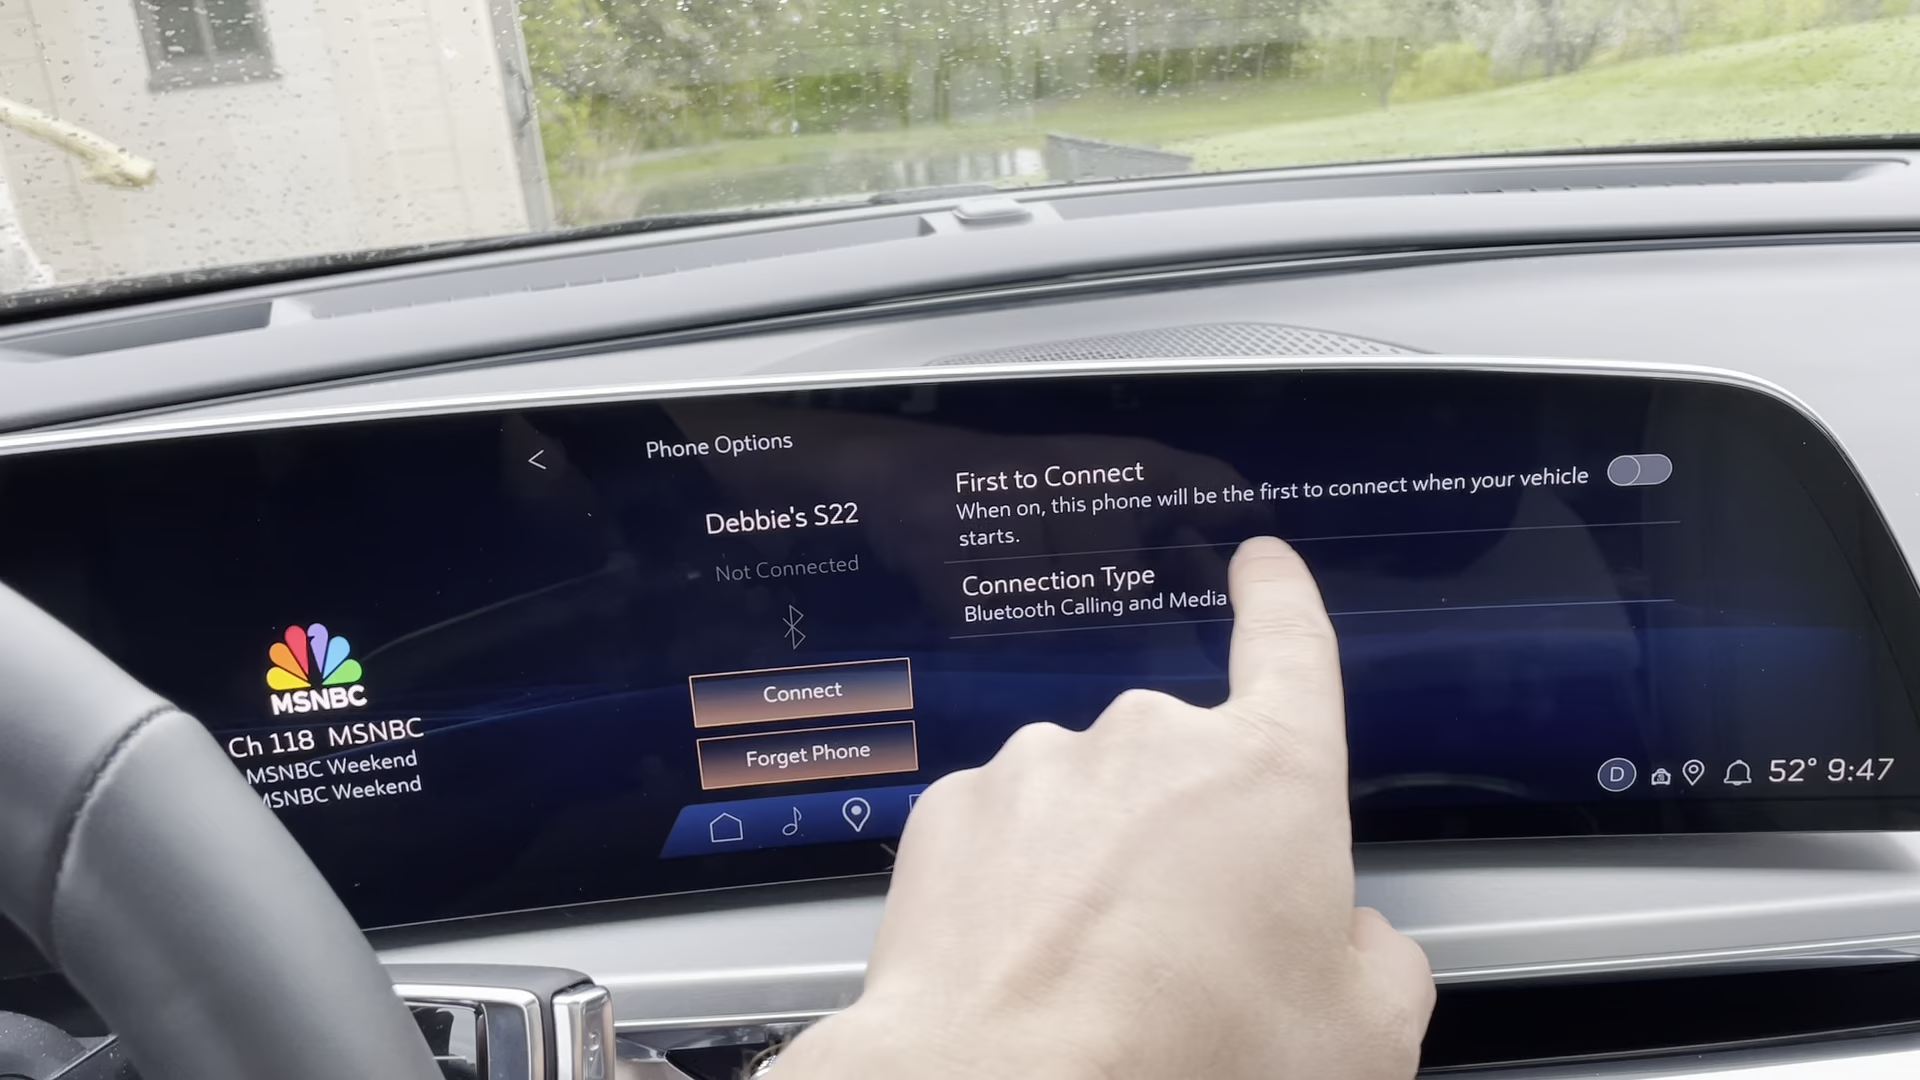 Phone Options
Debbie's S22
Not Connected
Connect
Forget Phone
First to Connect
When on, this phone will be the first to connect when your vehicle
starts.
Connection Type
Bluetooth Calling and Media
MSNBC
Ch 118 MSNBC
MSNBC Weekend
MSNBC Weekend
D
52° 9:47